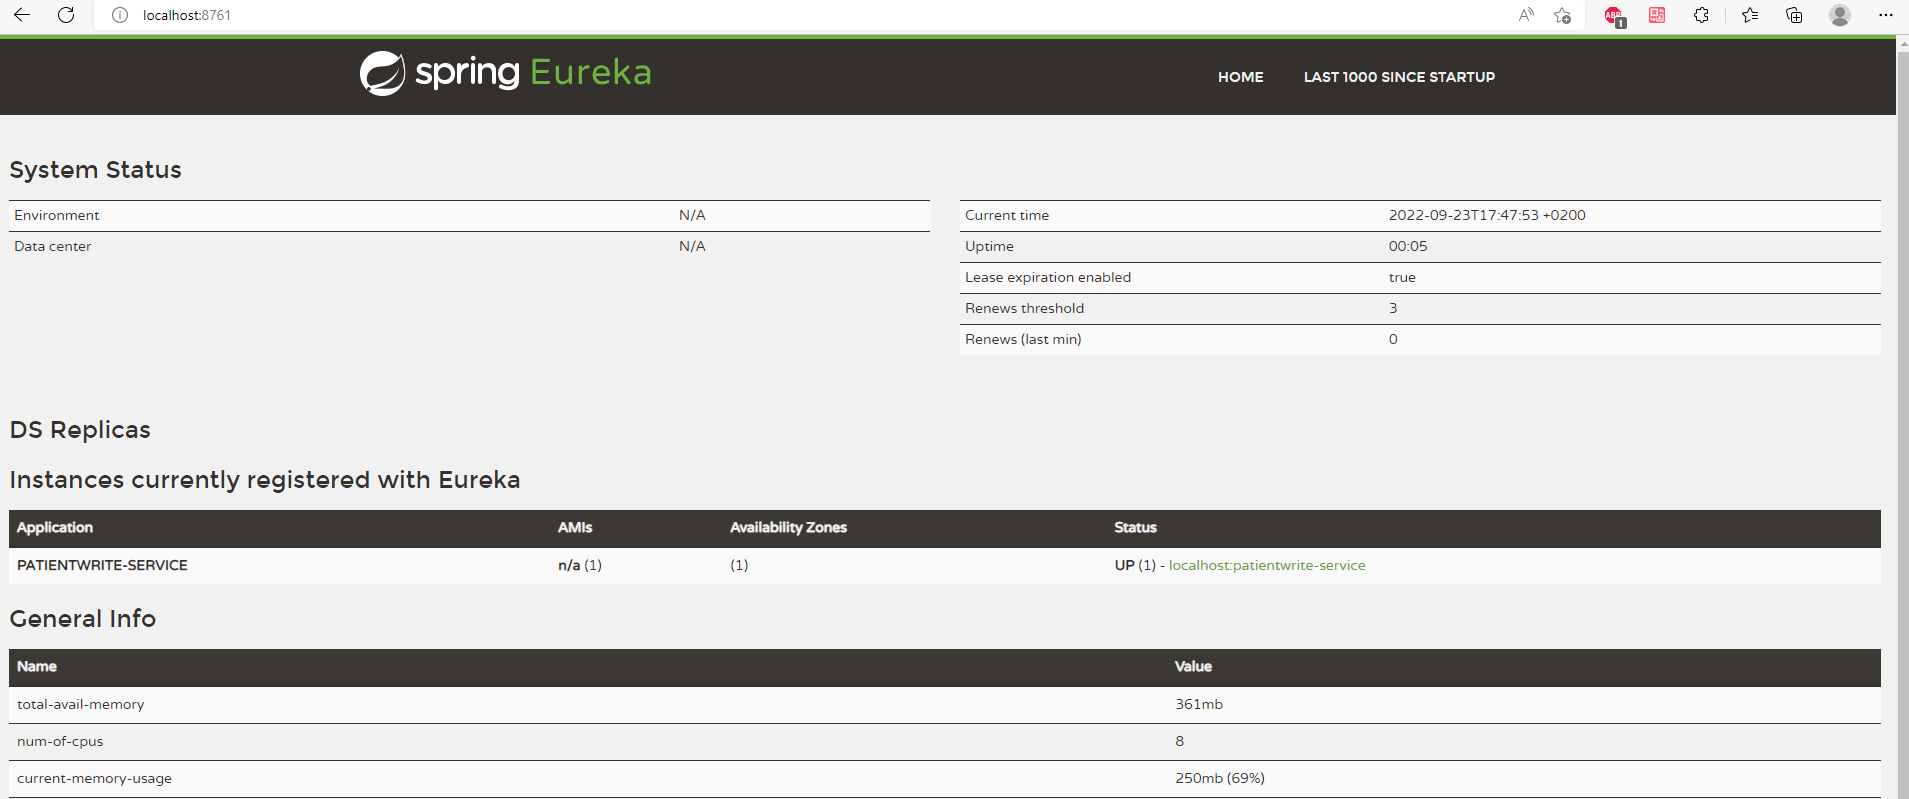 localhost:8761
ABP
1
spring Eureka
HOME
LAST 1000 SINCE STARTUP
System Status
Environment N/A
Data center N/A
Current time 2022-09-23T17:47:53 +0200
Uptime 00:05
Lease expiration enabled true
Renews threshold 3
Renews (last min) 0
DS Replicas
Instances currently registered with Eureka
Application AMIs Availability Zones Status
PATIENTWRITE-SERVICE n/a (1) (1) UP (1) - localhost:patientwrite-service
General Info
Name Value
total-avail-memory 361mb
num-of-cpus 8
current-memory-usage 250mb (69%)